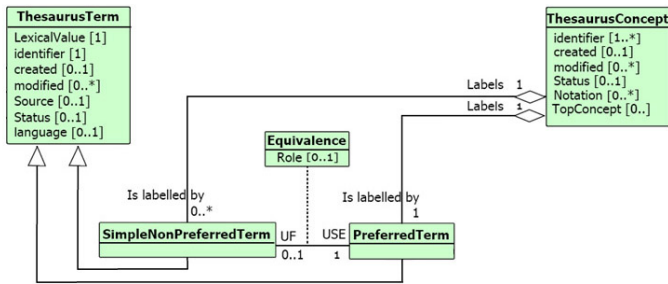 ThesaurusTerm
LexicalValue [1]
identifier [1]
created [0..1]
modified [0..*]
Source [0..1]
Status [0..1]
language [0..1]
ThesaurusConcept
identifier [1..*]
created [0..1]
modified [0..*]
Status [0..1]
Notation [0..*]
TopConcept [0..]
Labels 1
Labels 1
Equivalence
Role [0..1]
Is labelled by
0..*
Is labelled by
1
SimpleNonPreferredTerm
UF
0..1
USE
1
PreferredTerm